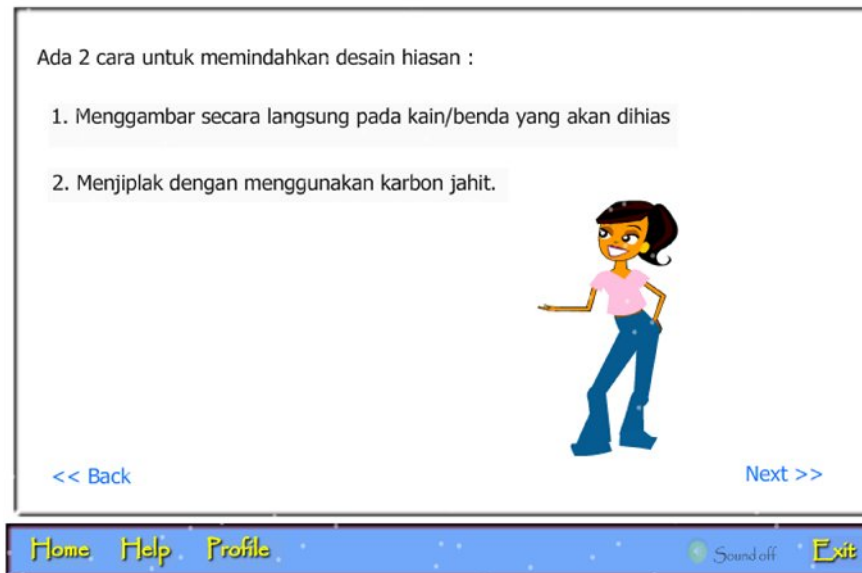 Ada 2 cara untuk memindahkan desain hiasan :
1. Menggambar secara langsung pada kain/benda yang akan dihias
2. Menjiplak dengan menggunakan karbon jahit.
<< Back
Next >>
Home Help Profile Sound off Exit